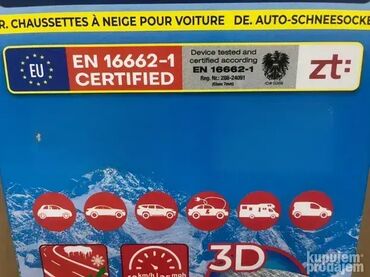 R. CHAUSSETTES À NEIGE POUR VOITURE DE. AUTO-SCHNEESOCKE
EU
EN 16662-1
CERTIFIED
Device tested and
certified according
EN 16662-1
zt:
3D
kupujem
prodajem